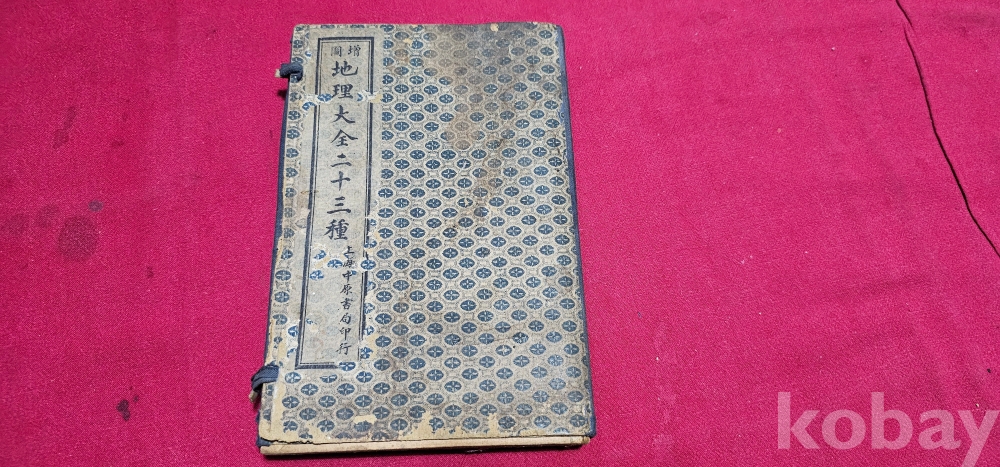 增圖
地理大全二十三種
上海中原書局印行
kobay